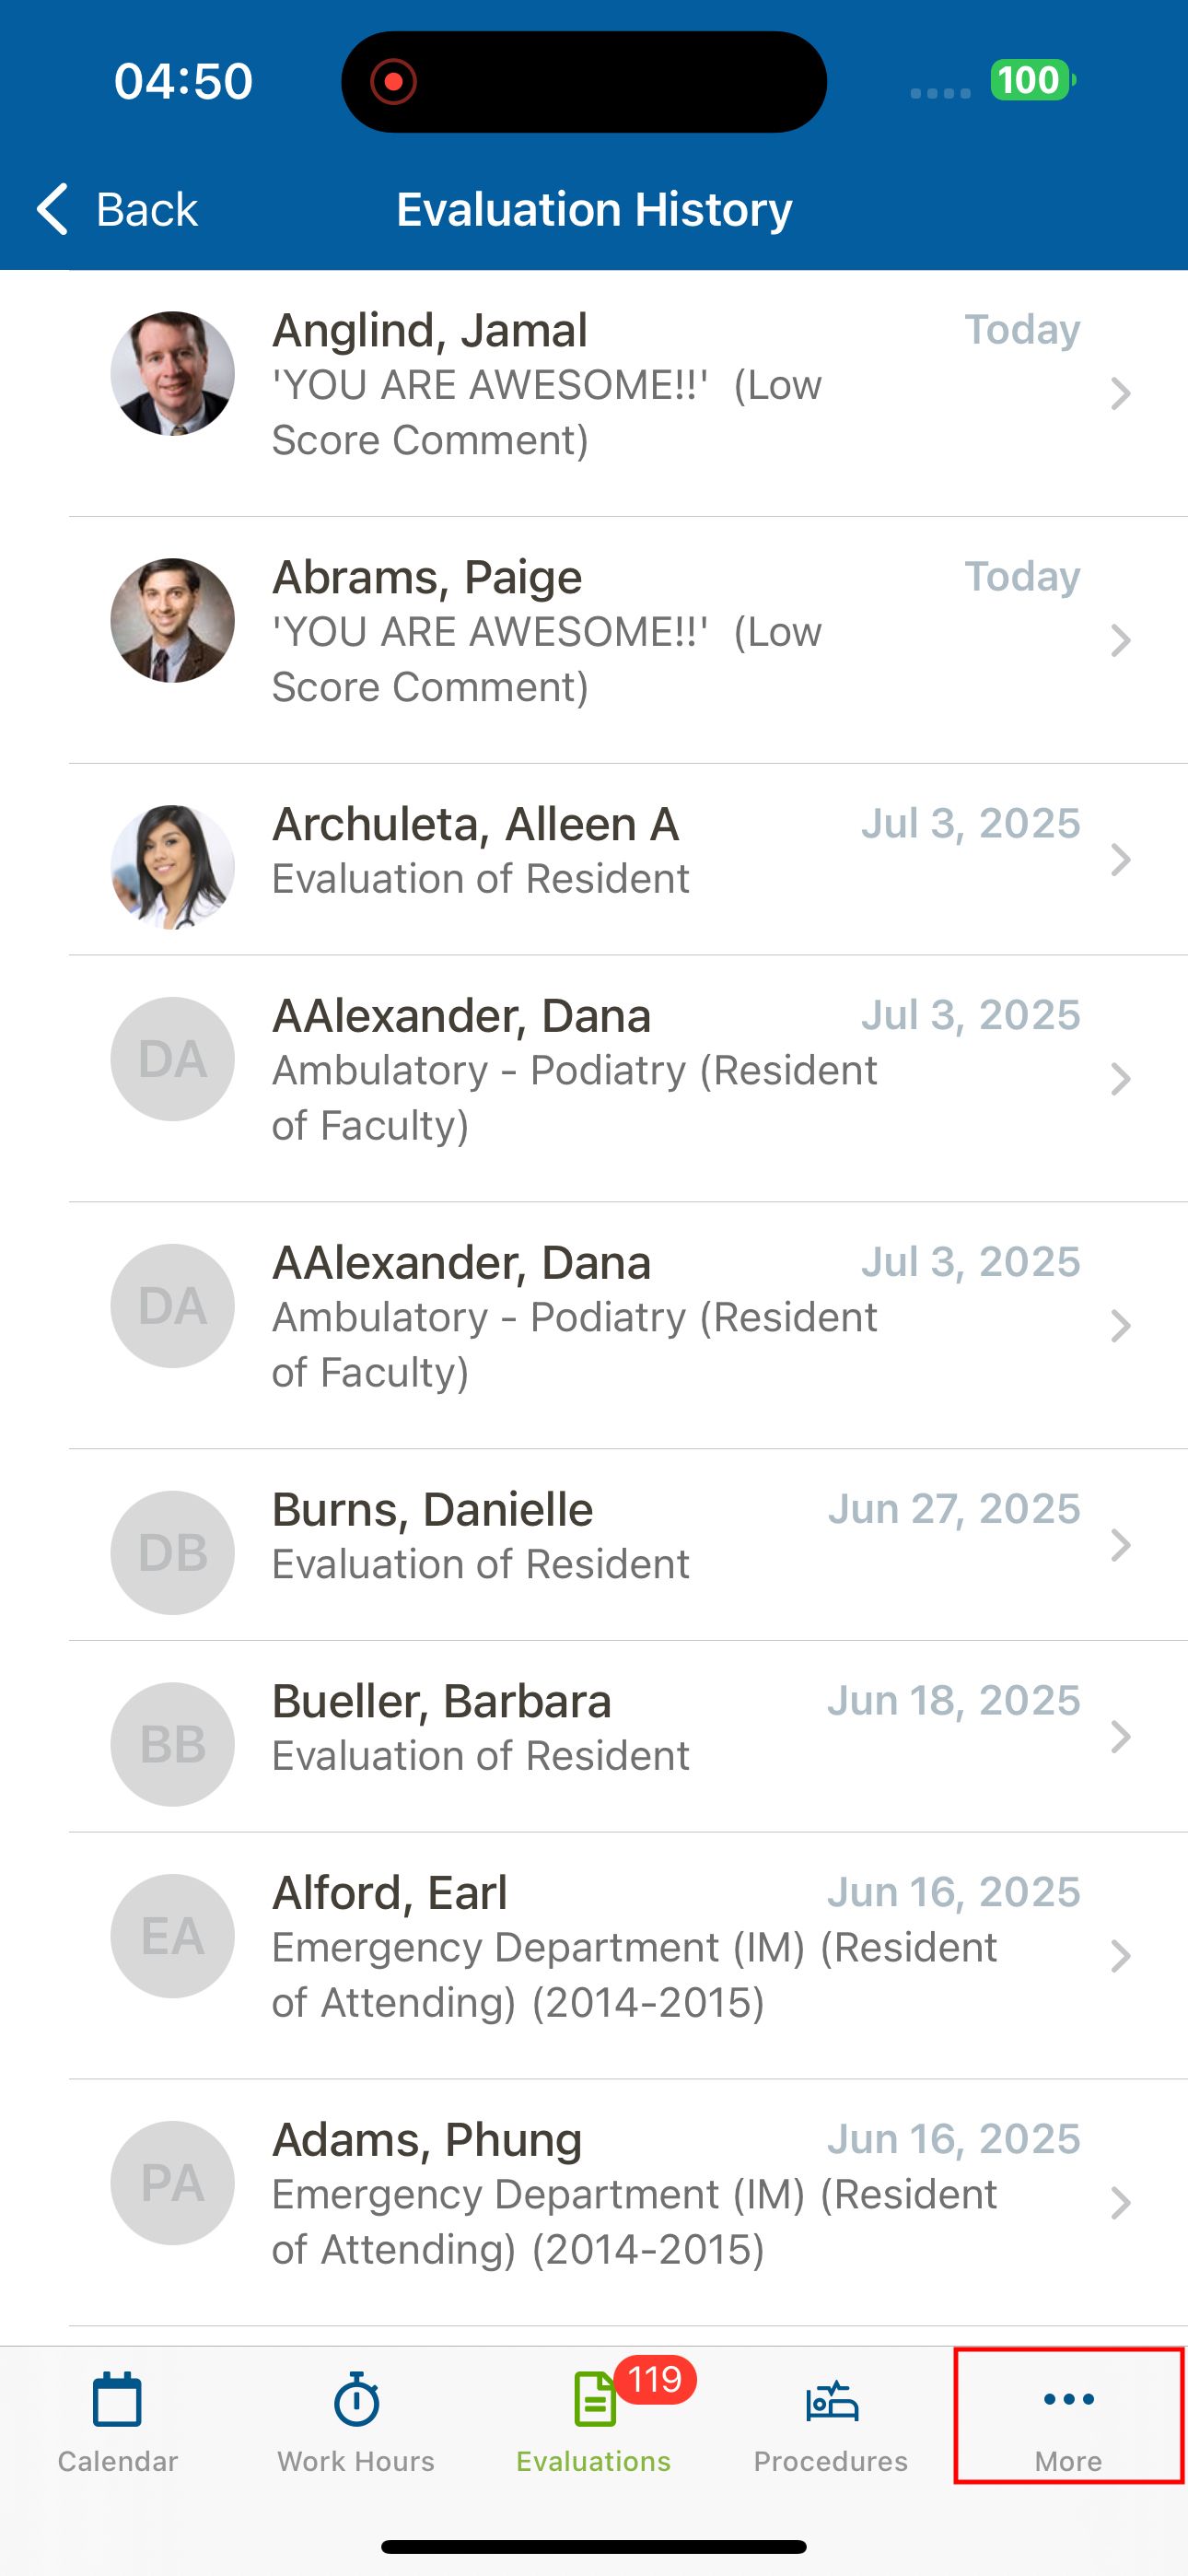 04:50
100
Back
Evaluation History
Anglind, Jamal
Today
'YOU ARE AWESOME!!'  (Low
Score Comment)
Abrams, Paige
Today
'YOU ARE AWESOME!!'  (Low
Score Comment)
Archuleta, Alleen A
Jul 3, 2025
Evaluation of Resident
DA
AAlexander, Dana
Jul 3, 2025
Ambulatory - Podiatry (Resident
of Faculty)
DA
AAlexander, Dana
Jul 3, 2025
Ambulatory - Podiatry (Resident
of Faculty)
DB
Burns, Danielle
Jun 27, 2025
Evaluation of Resident
BB
Bueller, Barbara
Jun 18, 2025
Evaluation of Resident
EA
Alford, Earl
Jun 16, 2025
Emergency Department (IM) (Resident
of Attending) (2014-2015)
PA
Adams, Phung
Jun 16, 2025
Emergency Department (IM) (Resident
of Attending) (2014-2015)
119
Calendar
Work Hours
Evaluations
Procedures
More